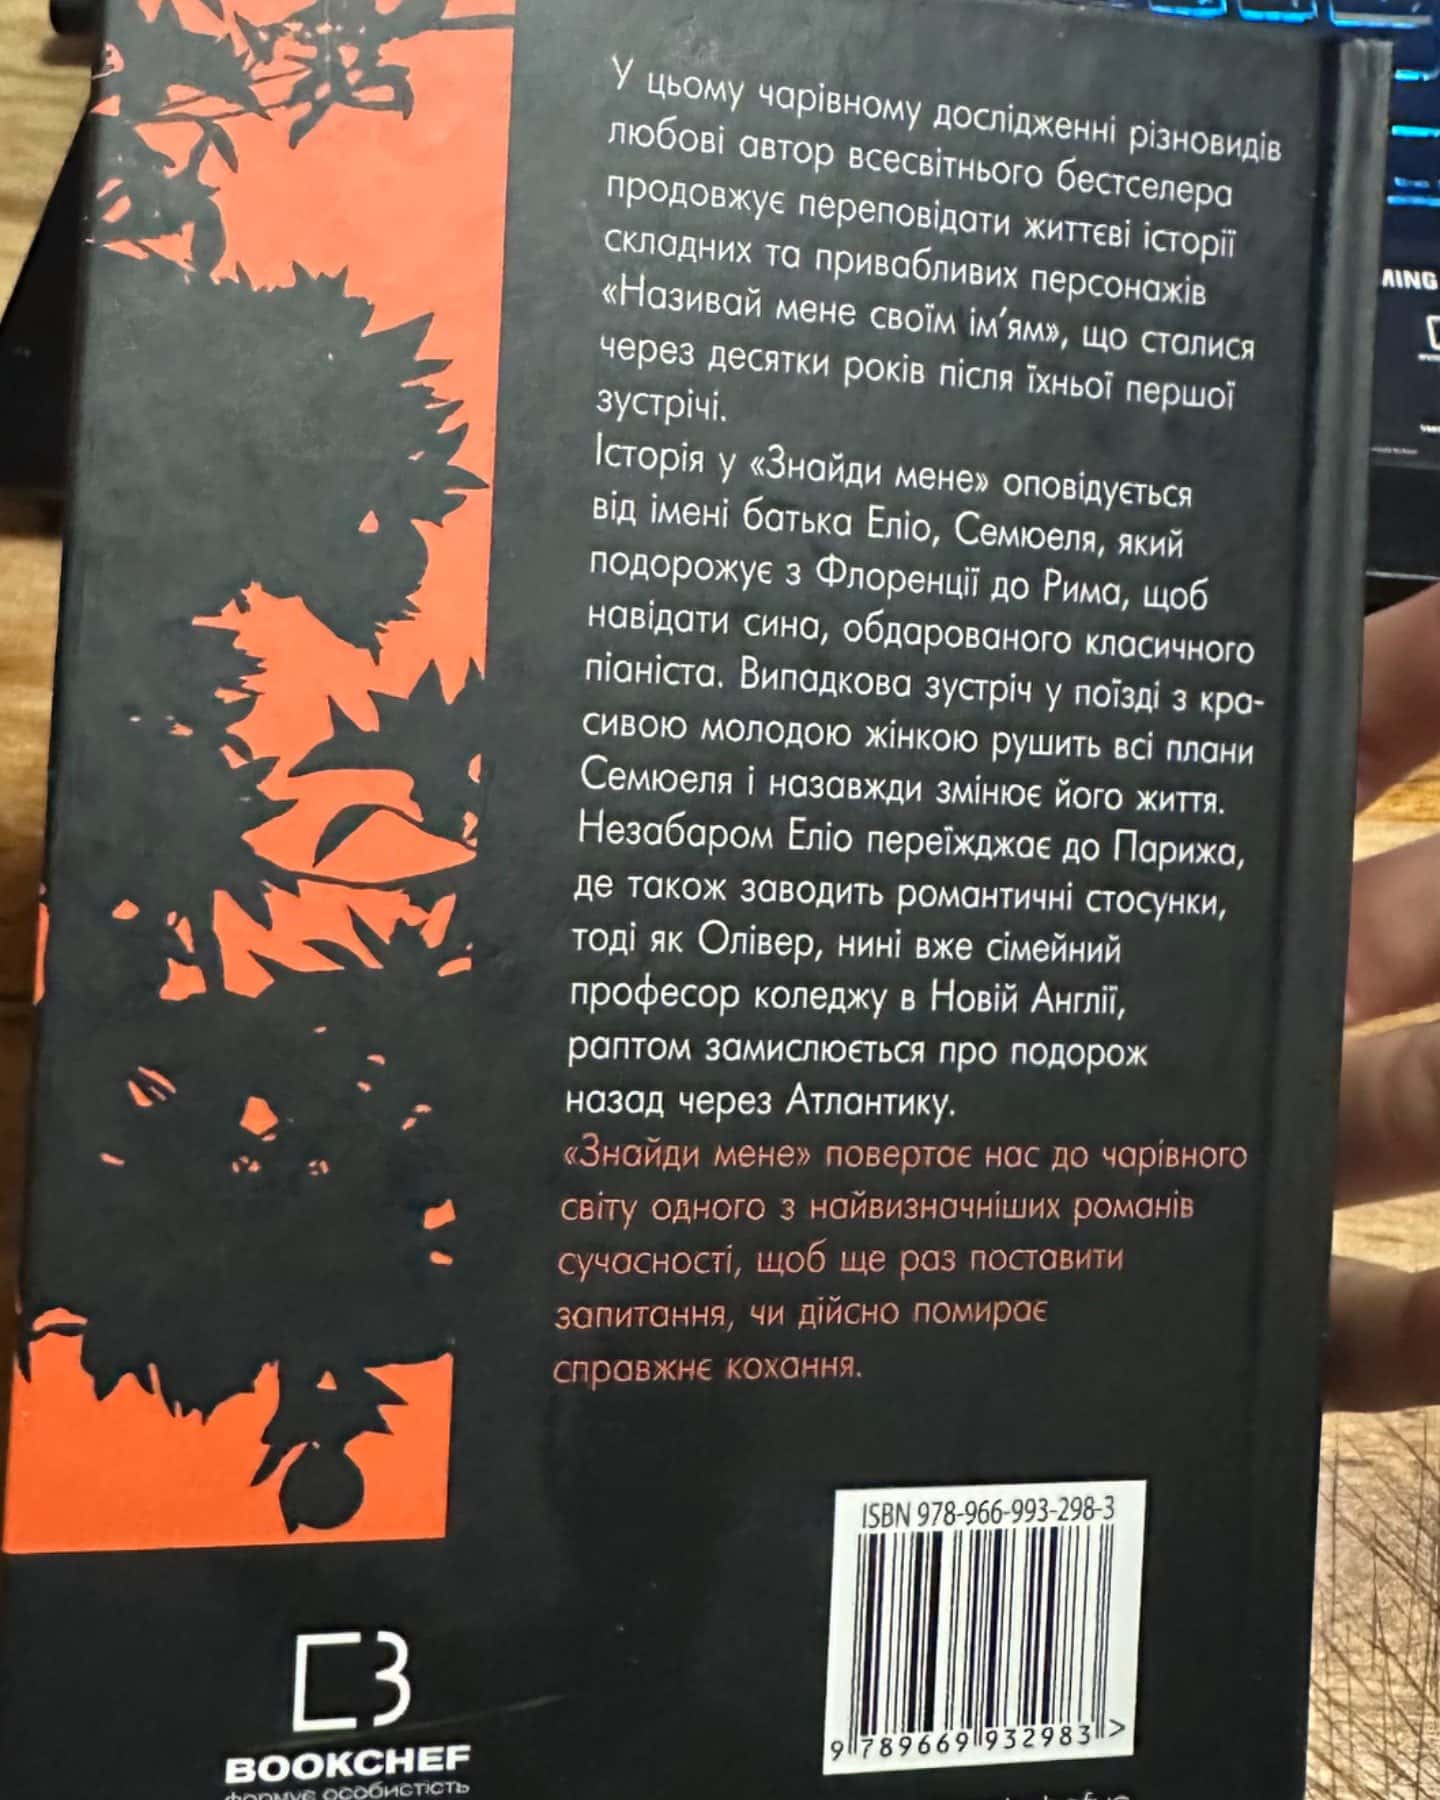 У цьому чарівному дослідженні різновидів
любові автор всесвітнього бестселера
продовжує переповідати життєві історії
складних та привабливих персонажів
«Називай мене своїм ім’ям», що сталися
через десятки років після їхньої першої
зустрічі.
Історія у «Знайди мене» оповідується
від імені батька Еліо, Семюеля, який
подорожує з Флоренції до Рима, щоб
навідати сина, обдарованого класичного
піаніста. Випадкова зустріч у поїзді з кра-
сивою молодою жінкою рушить всі плани
Семюеля і назавжди змінює його життя.
Незабаром Еліо переїжджає до Парижа,
де також заводить романтичні стосунки,
тоді як Олівер, нині вже сімейний
професор коледжу в Новій Англії,
раптом замислюється про подорож
назад через Атлантику.
«Знайди мене» повертає нас до чарівного
світу одного з найвизначніших романів
сучасності, щоб ще раз поставити
запитання, чи дійсно помирає
справжнє кохання.
ISBN 978-966-993-298-3
9 789669 932983 >
BOOKCHEF
формує особистість